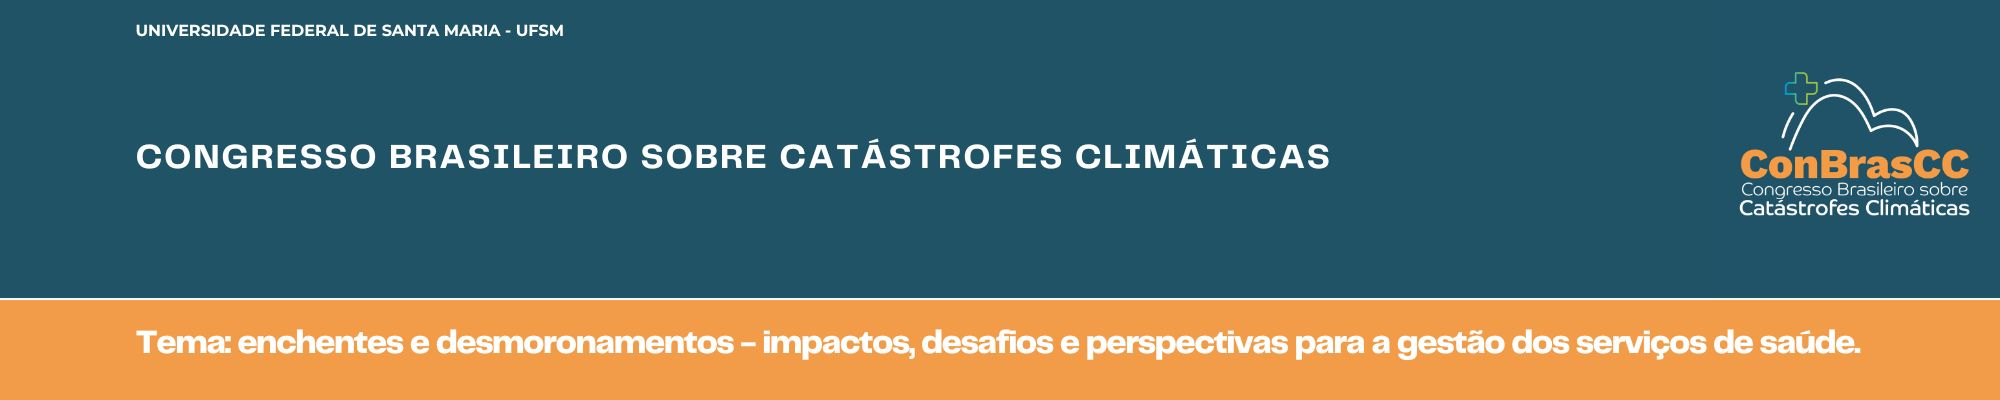 UNIVERSIDADE FEDERAL DE SANTA MARIA - UFSM
CONGRESSO BRASILEIRO SOBRE CATÁSTROFES CLIMÁTICAS
ConBrasCC
Congresso Brasileiro sobre
Catástrofes Climáticas
Tema: enchentes e desmoronamentos – impactos, desafios e perspectivas para a gestão dos serviços de saúde.